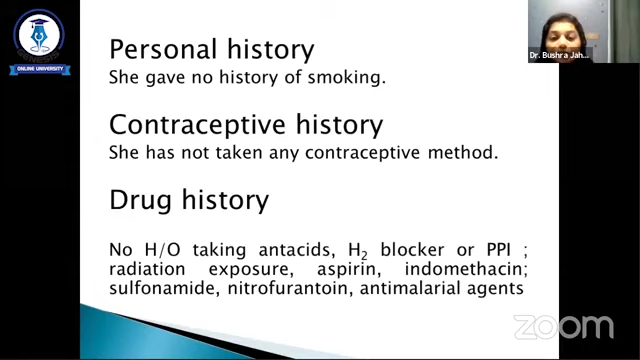 ONLINE UNIVERSITY
Dr. Bushra Jah...
Personal history
She gave no history of smoking.
Contraceptive history
She has not taken any contraceptive method.
Drug history
No H/O taking antacids, H₂ blocker or PPI ;
radiation exposure, aspirin, indomethacin;
sulfonamide, nitrofurantoin, antimalarial agents
zoom